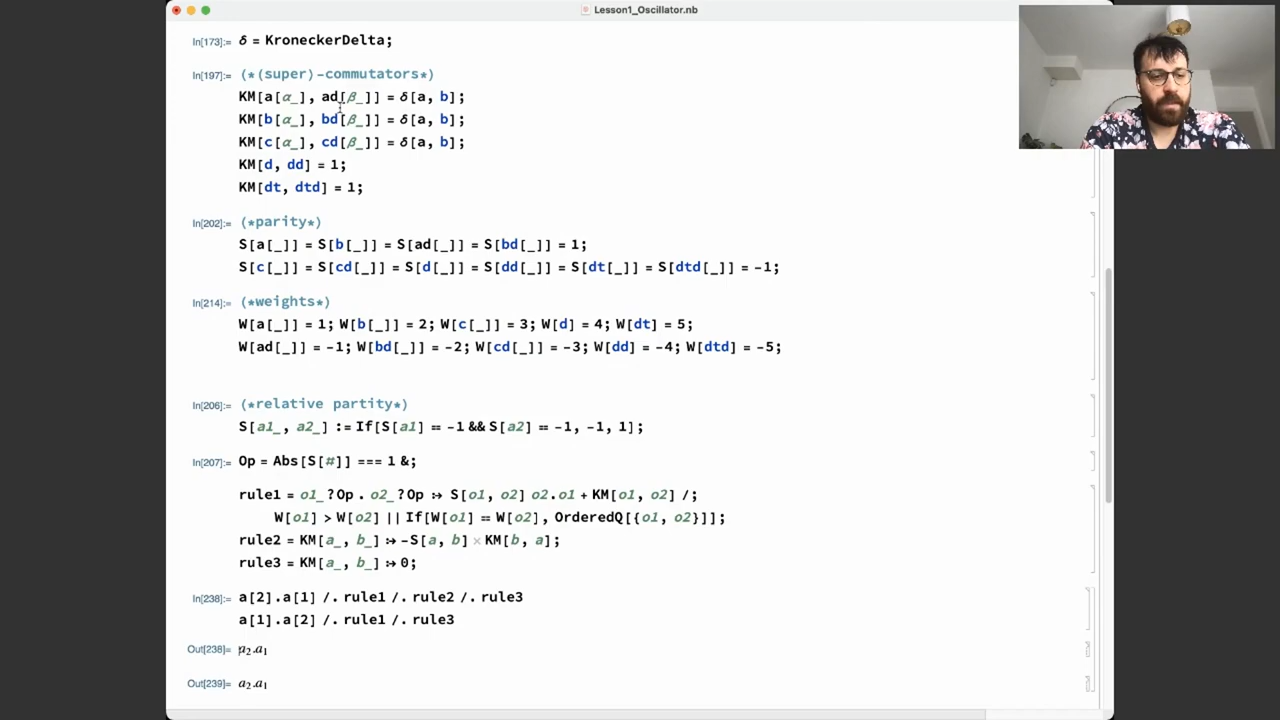 Lesson1_Oscillator.nb
In[173]:= δ = KroneckerDelta;
In[197]:= (*(super)-commutators*)
KM[a[α_], ad[β_]] = δ[a, b];
KM[b[α_], bd[β_]] = δ[a, b];
KM[c[α_], cd[β_]] = δ[a, b];
KM[d, dd] = 1;
KM[dt, dtd] = 1;
In[202]:= (*parity*)
S[a[_]] = S[b[_]] = S[ad[_]] = S[bd[_]] = 1;
S[c[_]] = S[cd[_]] = S[d[_]] = S[dd[_]] = S[dt[_]] = S[dtd[_]] = -1;
In[214]:= (*weights*)
W[a[_]] = 1; W[b[_]] = 2; W[c[_]] = 3; W[d] = 4; W[dt] = 5;
W[ad[_]] = -1; W[bd[_]] = -2; W[cd[_]] = -3; W[dd] = -4; W[dtd] = -5;
In[206]:= (*relative partity*)
S[a1_, a2_] := If[S[a1] == -1 && S[a2] == -1, -1, 1];
In[207]:= Op = Abs[S[#]] === 1 &;
rule1 = o1_?Op . o2_?Op :> S[o1, o2] o2.o1 + KM[o1, o2] /;
W[o1] > W[o2] || If[W[o1] == W[o2], OrderedQ[{o1, o2}]];
rule2 = KM[a_, b_] :> -S[a, b] × KM[b, a];
rule3 = KM[a_, b_] :> 0;
In[238]:= a[2].a[1] /. rule1 /. rule2 /. rule3
a[1].a[2] /. rule1 /. rule3
Out[238]= a₂.a₁
Out[239]= a₂.a₁